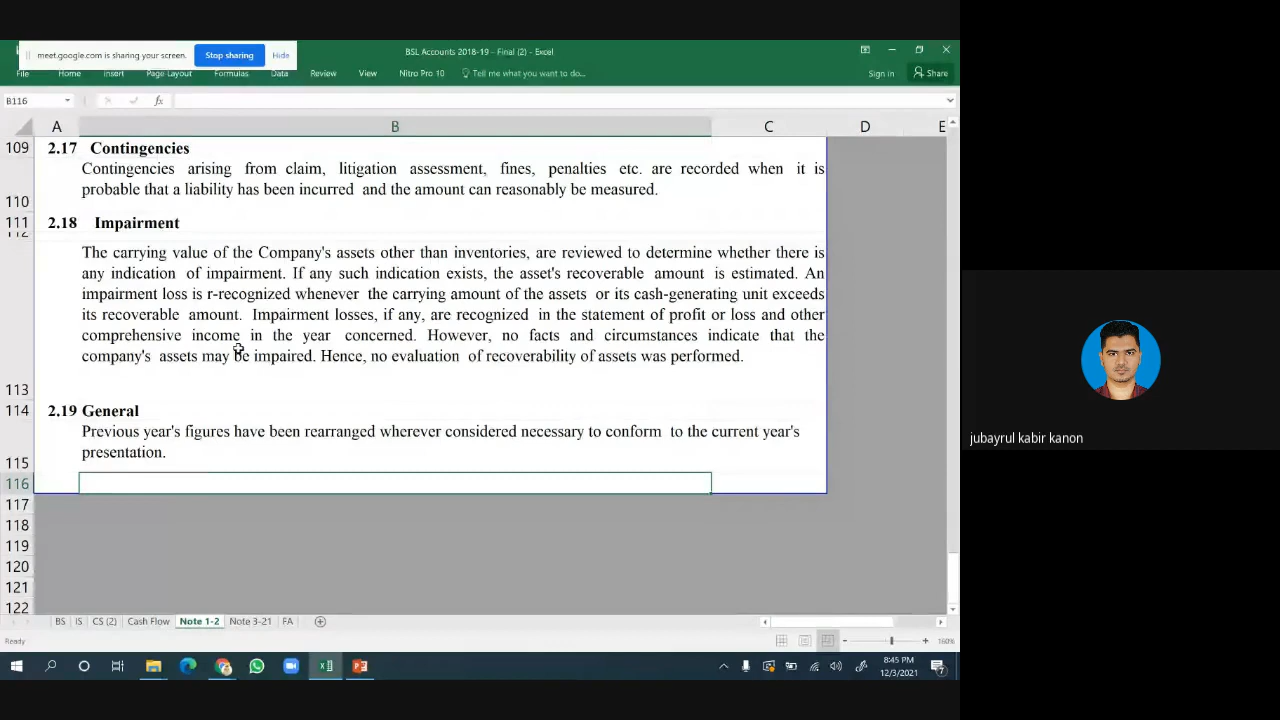 meet.google.com is sharing your screen. Stop sharing Hide
BSL Accounts 2018-19 - Final (2) - Excel
File Home Insert Page Layout Formulas Data Review View Nitro Pro 10 Tell me what you want to do... Sign in Share
B116 fx
A B C D E
109 2.17 Contingencies
Contingencies arising from claim, litigation assessment, fines, penalties etc. are recorded when it is
110 probable that a liability has been incurred and the amount can reasonably be measured.
111 2.18 Impairment
112
The carrying value of the Company's assets other than inventories, are reviewed to determine whether there is
any indication of impairment. If any such indication exists, the asset's recoverable amount is estimated. An
impairment loss is r-recognized whenever the carrying amount of the assets or its cash-generating unit exceeds
its recoverable amount. Impairment losses, if any, are recognized in the statement of profit or loss and other
comprehensive income in the year concerned. However, no facts and circumstances indicate that the
company's assets may be impaired. Hence, no evaluation of recoverability of assets was performed.
113
114 2.19 General
Previous year's figures have been rearranged wherever considered necessary to conform to the current year's
115 presentation.
116
117
118
119
120
121
122
BS IS CS (2) Cash Flow Note 1-2 Note 3-21 FA
Ready 160%
8:45 PM
12/3/2021
jubayrul kabir kanon